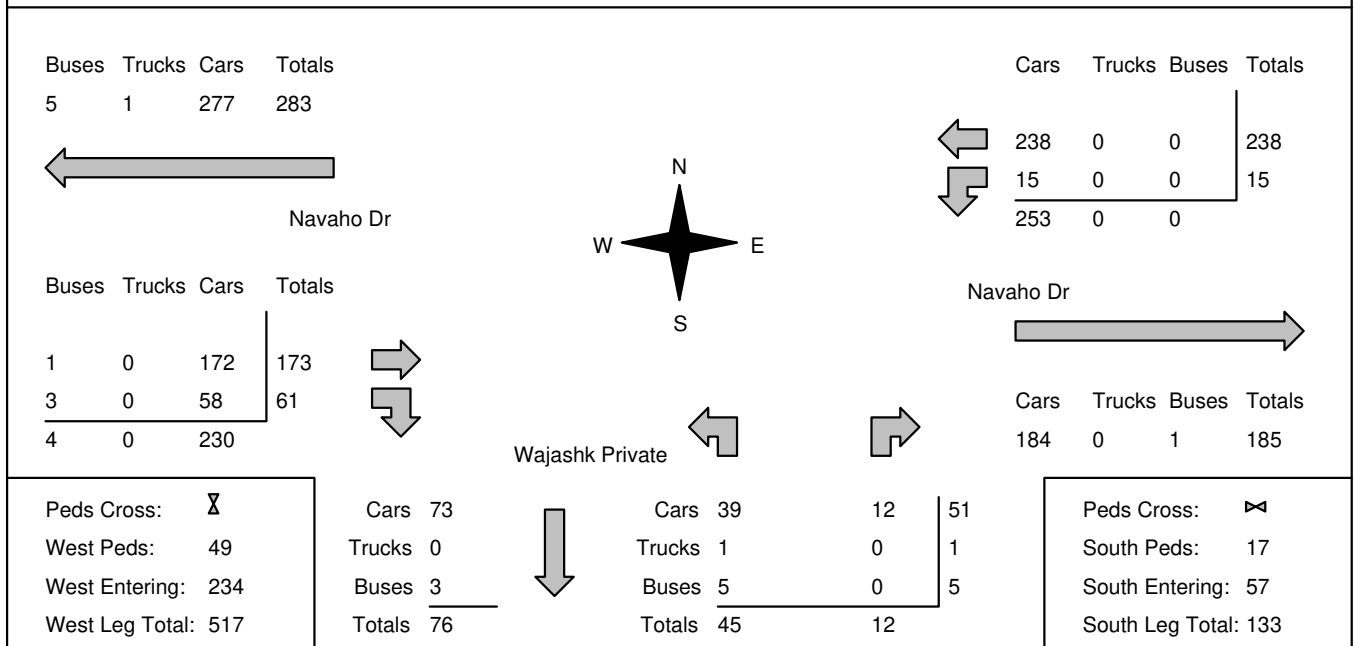 Buses Trucks Cars Totals
5 1 277 283
Navaho Dr
Cars Trucks Buses Totals
238 0 0 238
15 0 0 15
253 0 0
N
W E
S
Buses Trucks Cars Totals
1 0 172 173
3 0 58 61
4 0 230
Navaho Dr
Cars Trucks Buses Totals
184 0 1 185
Wajashk Private
Peds Cross:
West Peds: 49
West Entering: 234
West Leg Total: 517
Cars 73
Trucks 0
Buses 3
Totals 76
Cars 39 12 51
Trucks 1 0 1
Buses 5 0 5
Totals 45 12
Peds Cross:
South Peds: 17
South Entering: 57
South Leg Total: 133